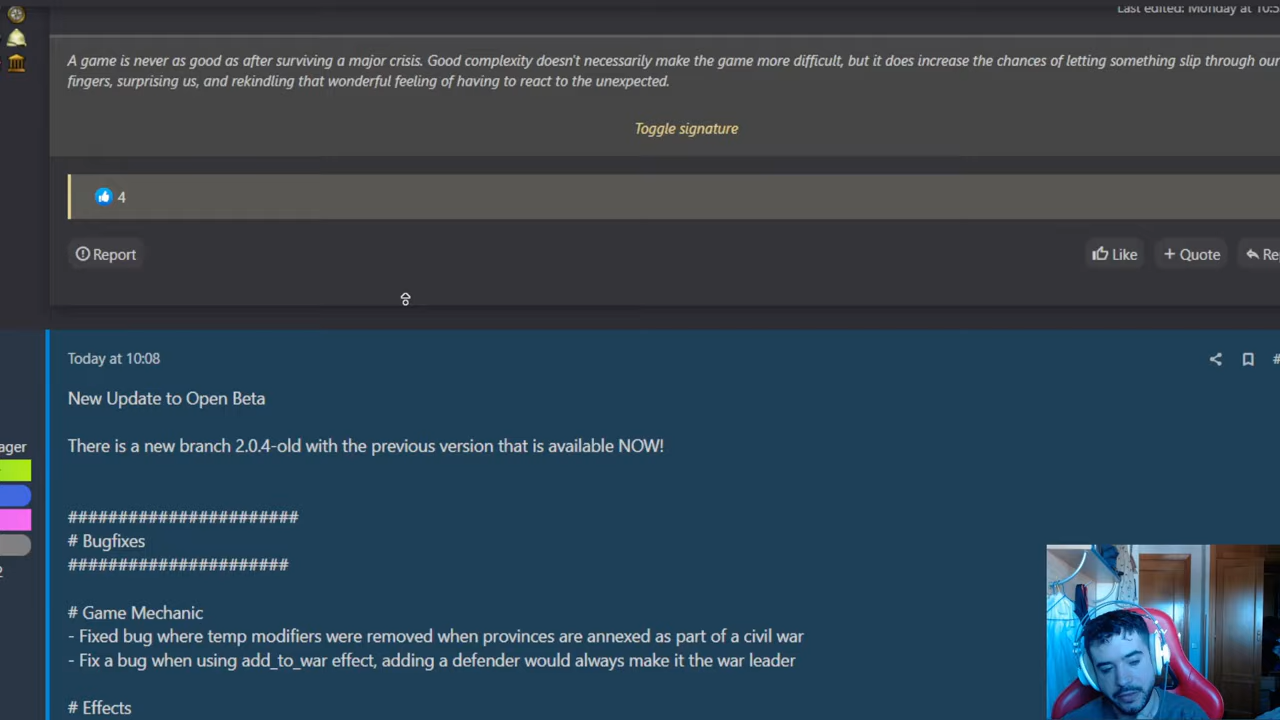 Last edited: Monday at 10:5
A game is never as good as after surviving a major crisis. Good complexity doesn't necessarily make the game more difficult, but it does increase the chances of letting something slip through our
fingers, surprising us, and rekindling that wonderful feeling of having to react to the unexpected.
Toggle signature
4
Report
Like
+ Quote
Re
Today at 10:08
#
New Update to Open Beta
ager
There is a new branch 2.0.4-old with the previous version that is available NOW!
#######################
# Bugfixes
######################
2
# Game Mechanic
- Fixed bug where temp modifiers were removed when provinces are annexed as part of a civil war
- Fix a bug when using add_to_war effect, adding a defender would always make it the war leader
# Effects